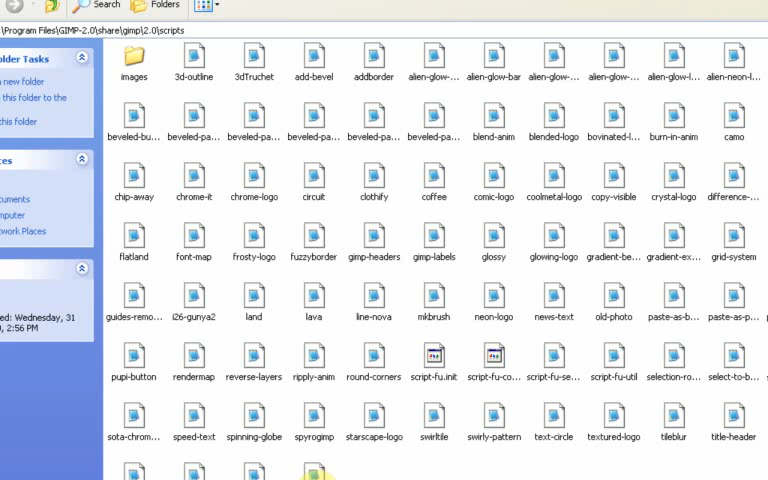 Search Folders
\Program Files\GIMP-2.0\share\gimp\2.0\scripts
older Tasks
new folder
this folder to the
this folder
ces
uments
mputer
twork Places
ed: Wednesday, 31
, 2:56 PM
images 3d-outline 3dTruchet add-bevel addborder alien-glow-... alien-glow-bar alien-glow-... alien-glow-... alien-glow-l... alien-neon-l...
beveled-bu... beveled-pa... beveled-pa... beveled-pa... beveled-pa... beveled-pa... blend-anim blended-logo bovinated-l... burn-in-anim camo
chip-away chrome-it chrome-logo circuit clothify coffee comic-logo coolmetal-logo copy-visible crystal-logo difference-...
flatland font-map frosty-logo fuzzyborder gimp-headers gimp-labels glossy glowing-logo gradient-be... gradient-ex... grid-system
guides-remo... i26-gunya2 land lava line-nova mkbrush neon-logo news-text old-photo paste-as-b... paste-as-p...
pupi-button rendermap reverse-layers ripply-anim round-corners script-fu.init script-fu-co... script-fu-se... script-fu-util selection-ro... select-to-b...
sota-chrom... speed-text spinning-globe spyrogimp starscape-logo swirltile swirly-pattern text-circle textured-logo tileblur title-header